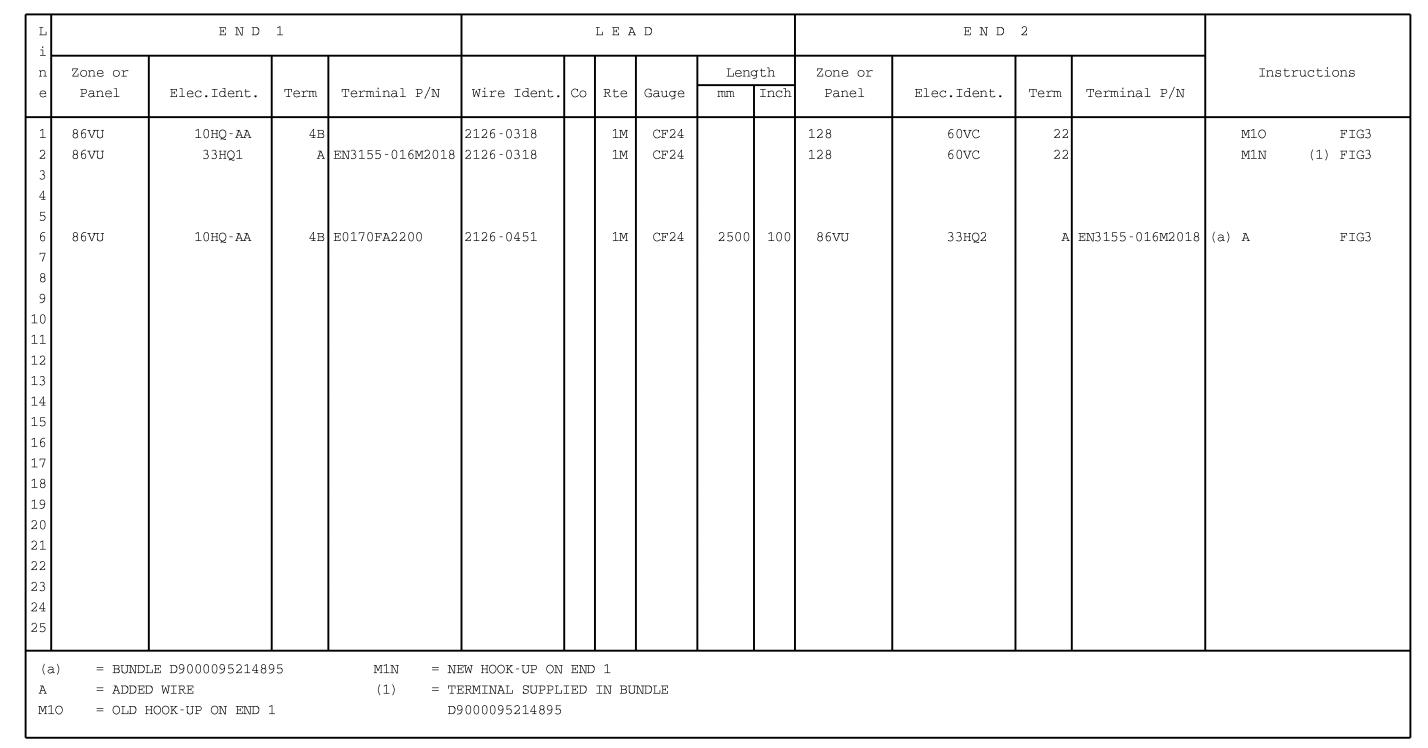 L
i
n
e
E N D 1
L E A D
E N D 2
Zone or
Panel
Elec.Ident.
Term
Terminal P/N
Wire Ident.
Co
Rte
Gauge
Length
mm
Inch
Zone or
Panel
Elec.Ident.
Term
Terminal P/N
Instructions
1 86VU 10HQ-AA 4B 2126-0318 1M CF24 128 60VC 22 M1O FIG3
2 86VU 33HQ1 A EN3155-016M2018 2126-0318 1M CF24 128 60VC 22 M1N (1) FIG3
3
4
5
6 86VU 10HQ-AA 4B E0170FA2200 2126-0451 1M CF24 2500 100 86VU 33HQ2 A EN3155-016M2018 (a) A FIG3
7
8
9
10
11
12
13
14
15
16
17
18
19
20
21
22
23
24
25
(a) = BUNDLE D9000095214895 M1N = NEW HOOK-UP ON END 1
A = ADDED WIRE (1) = TERMINAL SUPPLIED IN BUNDLE
M1O = OLD HOOK-UP ON END 1 D9000095214895